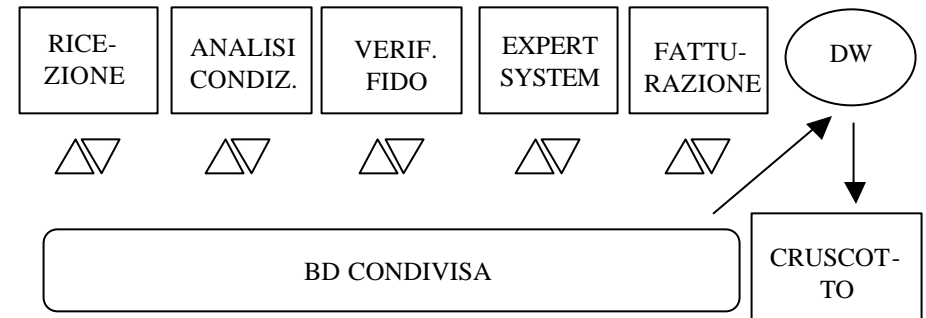 RICE-
ZIONE
ANALISI
CONDIZ.
VERIF.
FIDO
EXPERT
SYSTEM
FATTU-
RAZIONE
DW
BD CONDIVISA
CRUSCOT-
TO